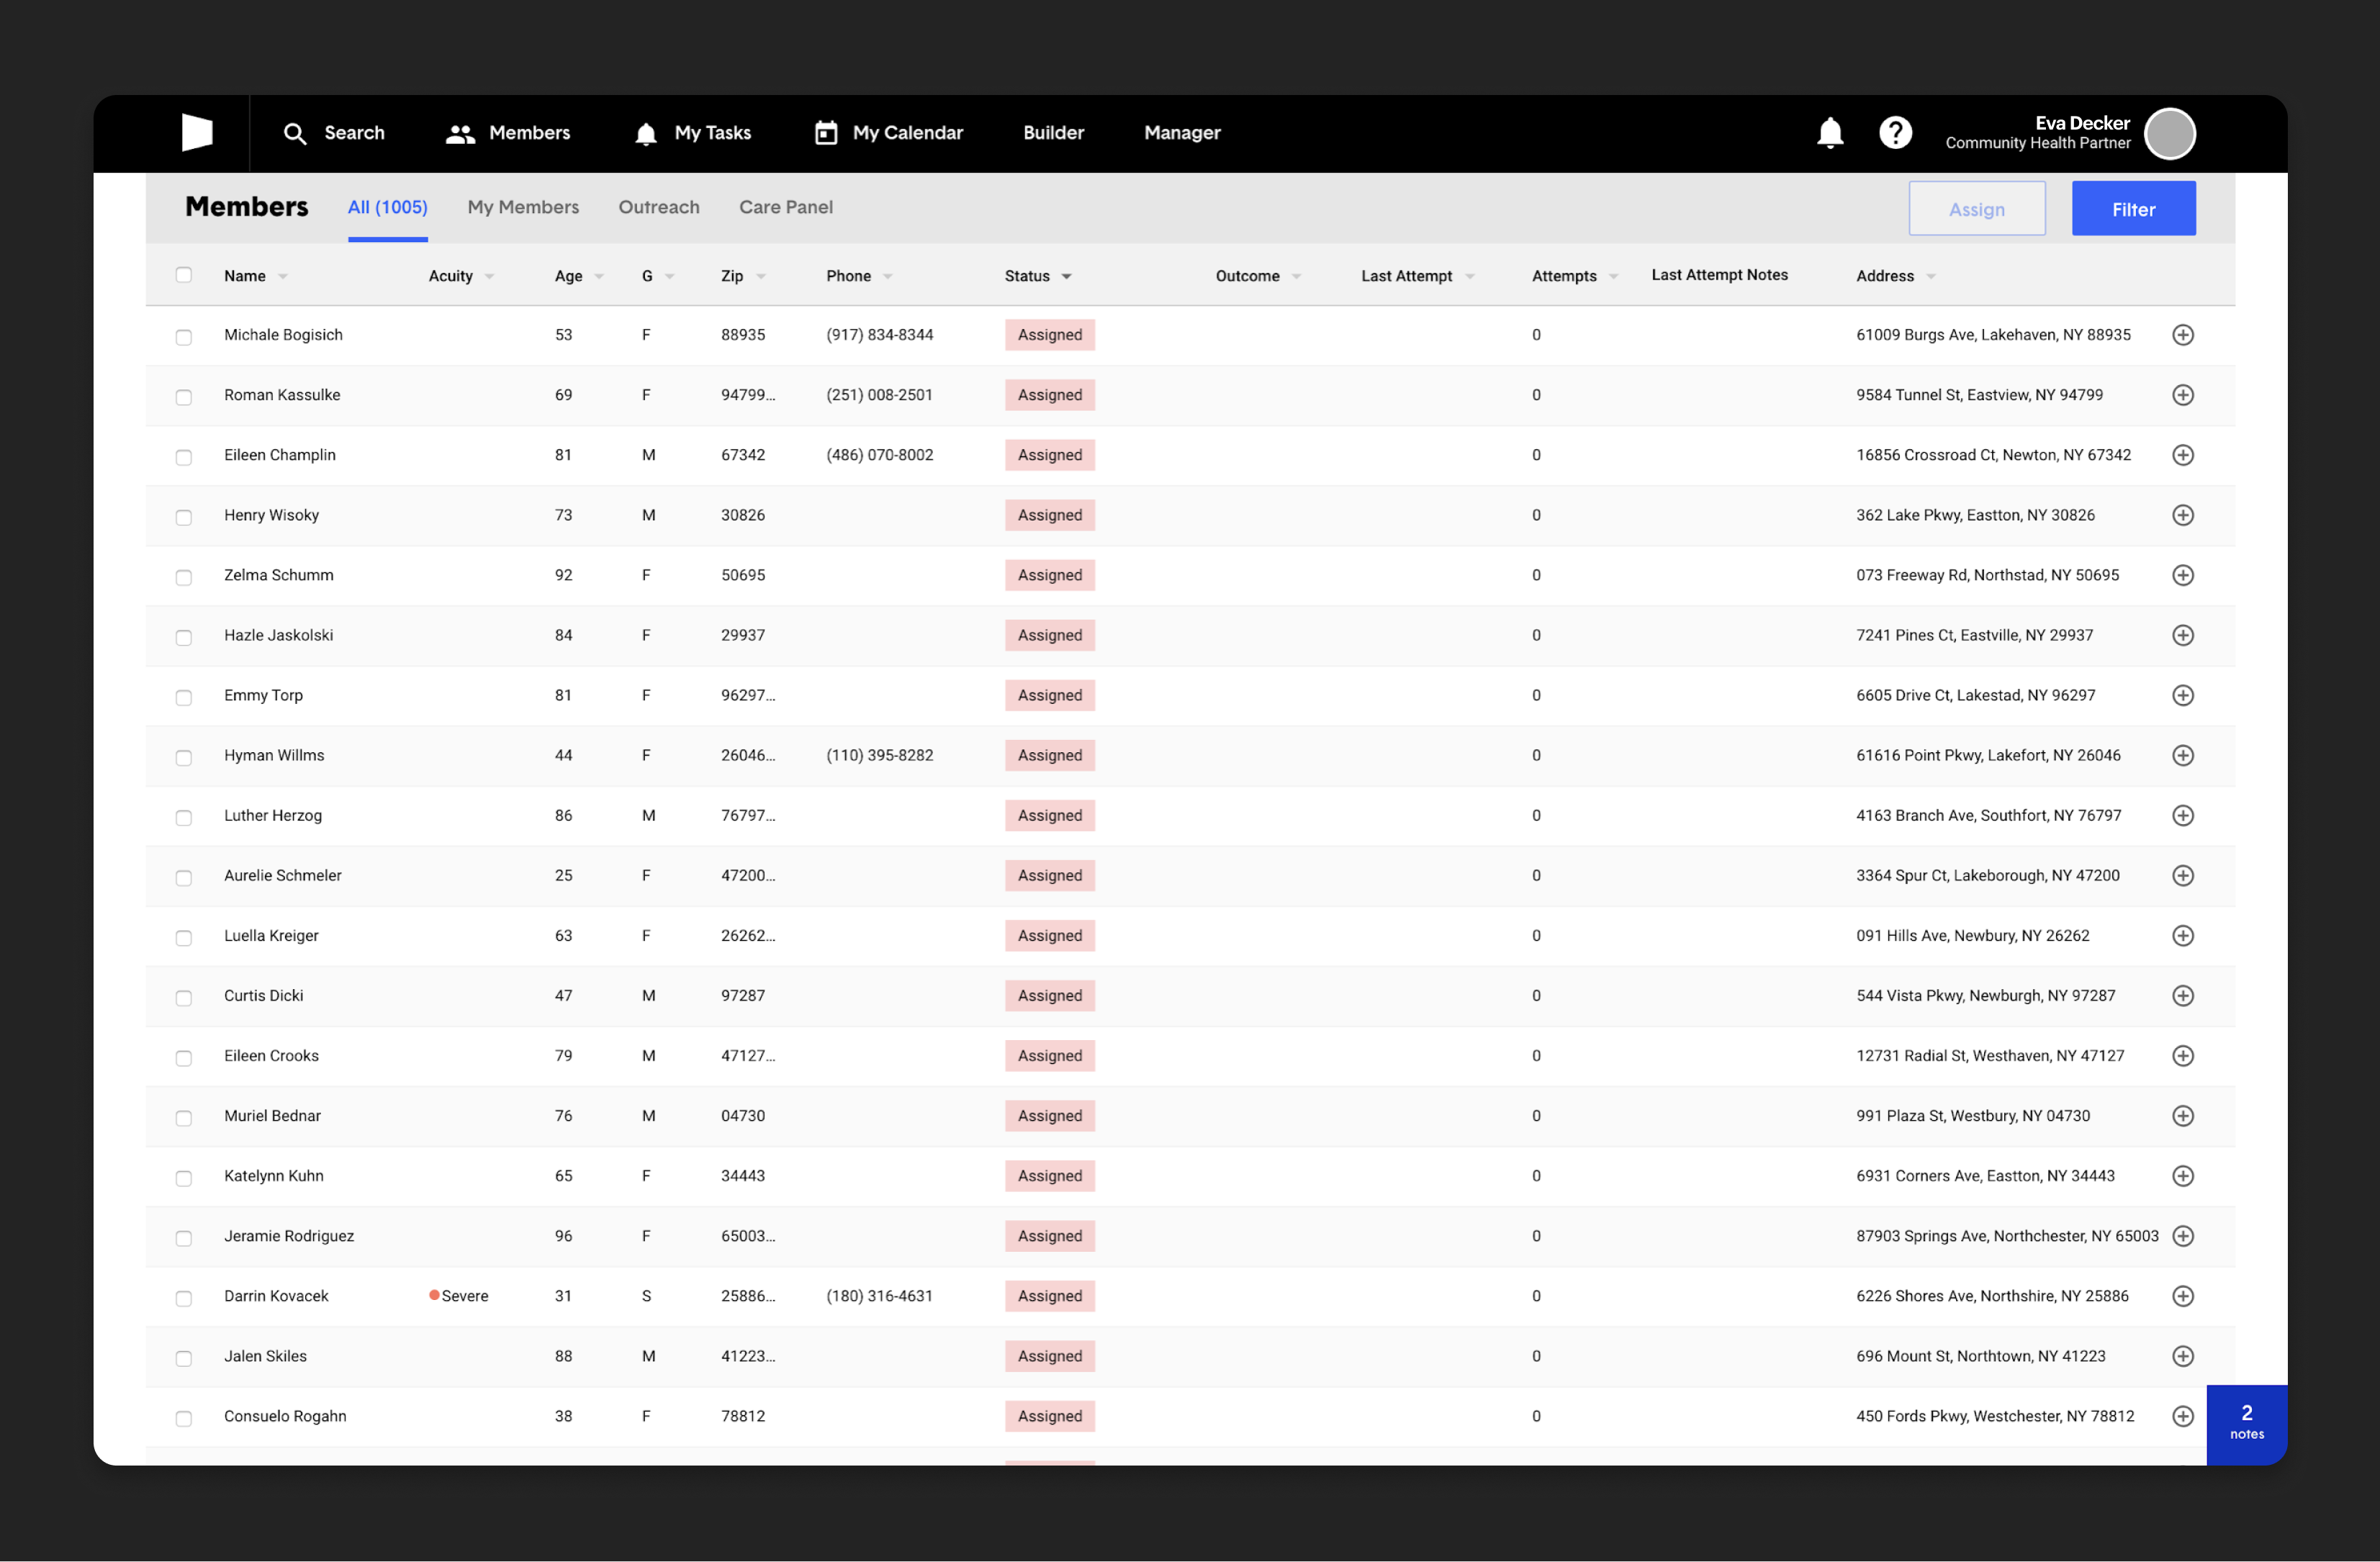 Search Members My Tasks My Calendar Builder Manager ? Eva Decker
Community Health Partner
Members All (1005) My Members Outreach Care Panel Assign Filter
Name Acuity Age G Zip Phone Status Outcome Last Attempt Attempts Last Attempt Notes Address
Michale Bogisich 53 F 88935 (917) 834-8344 Assigned 0 61009 Burgs Ave, Lakehaven, NY 88935
Roman Kassulke 69 F 94799... (251) 008-2501 Assigned 0 9584 Tunnel St, Eastview, NY 94799
Eileen Champlin 81 M 67342 (486) 070-8002 Assigned 0 16856 Crossroad Ct, Newton, NY 67342
Henry Wisoky 73 M 30826 Assigned 0 362 Lake Pkwy, Eastton, NY 30826
Zelma Schumm 92 F 50695 Assigned 0 073 Freeway Rd, Northstad, NY 50695
Hazle Jaskolski 84 F 29937 Assigned 0 7241 Pines Ct, Eastville, NY 29937
Emmy Torp 81 F 96297... Assigned 0 6605 Drive Ct, Lakestad, NY 96297
Hyman Willms 44 F 26046... (110) 395-8282 Assigned 0 61616 Point Pkwy, Lakefort, NY 26046
Luther Herzog 86 M 76797... Assigned 0 4163 Branch Ave, Southfort, NY 76797
Aurelie Schmeler 25 F 47200... Assigned 0 3364 Spur Ct, Lakeborough, NY 47200
Luella Kreiger 63 F 26262... Assigned 0 091 Hills Ave, Newbury, NY 26262
Curtis Dicki 47 M 97287 Assigned 0 544 Vista Pkwy, Newburgh, NY 97287
Eileen Crooks 79 M 47127... Assigned 0 12731 Radial St, Westhaven, NY 47127
Muriel Bednar 76 M 04730 Assigned 0 991 Plaza St, Westbury, NY 04730
Katelynn Kuhn 65 F 34443 Assigned 0 6931 Corners Ave, Eastton, NY 34443
Jeramie Rodriguez 96 F 65003... Assigned 0 87903 Springs Ave, Northchester, NY 65003
Darrin Kovacek Severe 31 S 25886... (180) 316-4631 Assigned 0 6226 Shores Ave, Northshire, NY 25886
Jalen Skiles 88 M 41223... Assigned 0 696 Mount St, Northtown, NY 41223
Consuelo Rogahn 38 F 78812 Assigned 0 450 Fords Pkwy, Westchester, NY 78812
2
notes